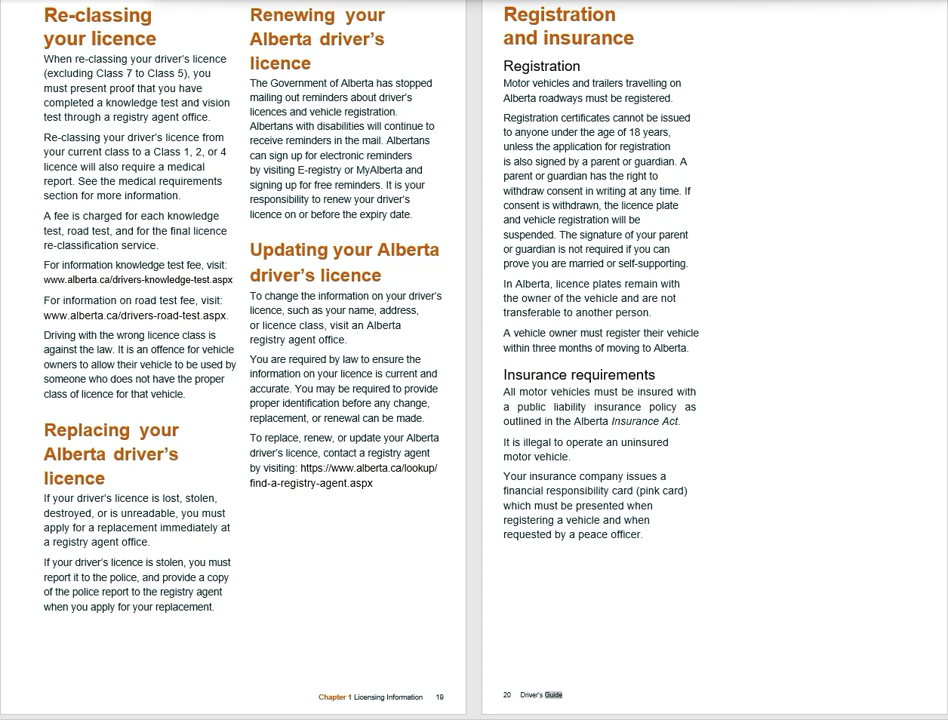 Re-classing
your licence
When re-classing your driver's licence
(excluding Class 7 to Class 5), you
must present proof that you have
completed a knowledge test and vision
test through a registry agent office.
Re-classing your driver's licence from
your current class to a Class 1, 2, or 4
licence will also require a medical
report. See the medical requirements
section for more information.
A fee is charged for each knowledge
test, road test, and for the final licence
re-classification service.
For information knowledge test fee, visit:
www.alberta.ca/drivers-knowledge-test.aspx
For information on road test fee, visit:
www.alberta.ca/drivers-road-test.aspx.
Driving with the wrong licence class is
against the law. It is an offence for vehicle
owners to allow their vehicle to be used by
someone who does not have the proper
class of licence for that vehicle.
Replacing your
Alberta driver's
licence
If your driver's licence is lost, stolen,
destroyed, or is unreadable, you must
apply for a replacement immediately at
a registry agent office.
If your driver's licence is stolen, you must
report it to the police, and provide a copy
of the police report to the registry agent
when you apply for your replacement.
Renewing your
Alberta driver's
licence
The Government of Alberta has stopped
mailing out reminders about driver's
licences and vehicle registration.
Albertans with disabilities will continue to
receive reminders in the mail. Albertans
can sign up for electronic reminders
by visiting E-registry or MyAlberta and
signing up for free reminders. It is your
responsibility to renew your driver's
licence on or before the expiry date.
Updating your Alberta
driver's licence
To change the information on your driver's
licence, such as your name, address,
or licence class, visit an Alberta
registry agent office.
You are required by law to ensure the
information on your licence is current and
accurate. You may be required to provide
proper identification before any change,
replacement, or renewal can be made.
To replace, renew, or update your Alberta
driver's licence, contact a registry agent
by visiting: https://www.alberta.ca/lookup/
find-a-registry-agent.aspx
Chapter 1 Licensing Information 19
Registration
and insurance
Registration
Motor vehicles and trailers travelling on
Alberta roadways must be registered.
Registration certificates cannot be issued
to anyone under the age of 18 years,
unless the application for registration
is also signed by a parent or guardian. A
parent or guardian has the right to
withdraw consent in writing at any time. If
consent is withdrawn, the licence plate
and vehicle registration will be
suspended. The signature of your parent
or guardian is not required if you can
prove you are married or self-supporting.
In Alberta, licence plates remain with
the owner of the vehicle and are not
transferable to another person.
A vehicle owner must register their vehicle
within three months of moving to Alberta.
Insurance requirements
All motor vehicles must be insured with
a public liability insurance policy as
outlined in the Alberta Insurance Act.
It is illegal to operate an uninsured
motor vehicle.
Your insurance company issues a
financial responsibility card (pink card)
which must be presented when
registering a vehicle and when
requested by a peace officer.
20 Driver's Guide